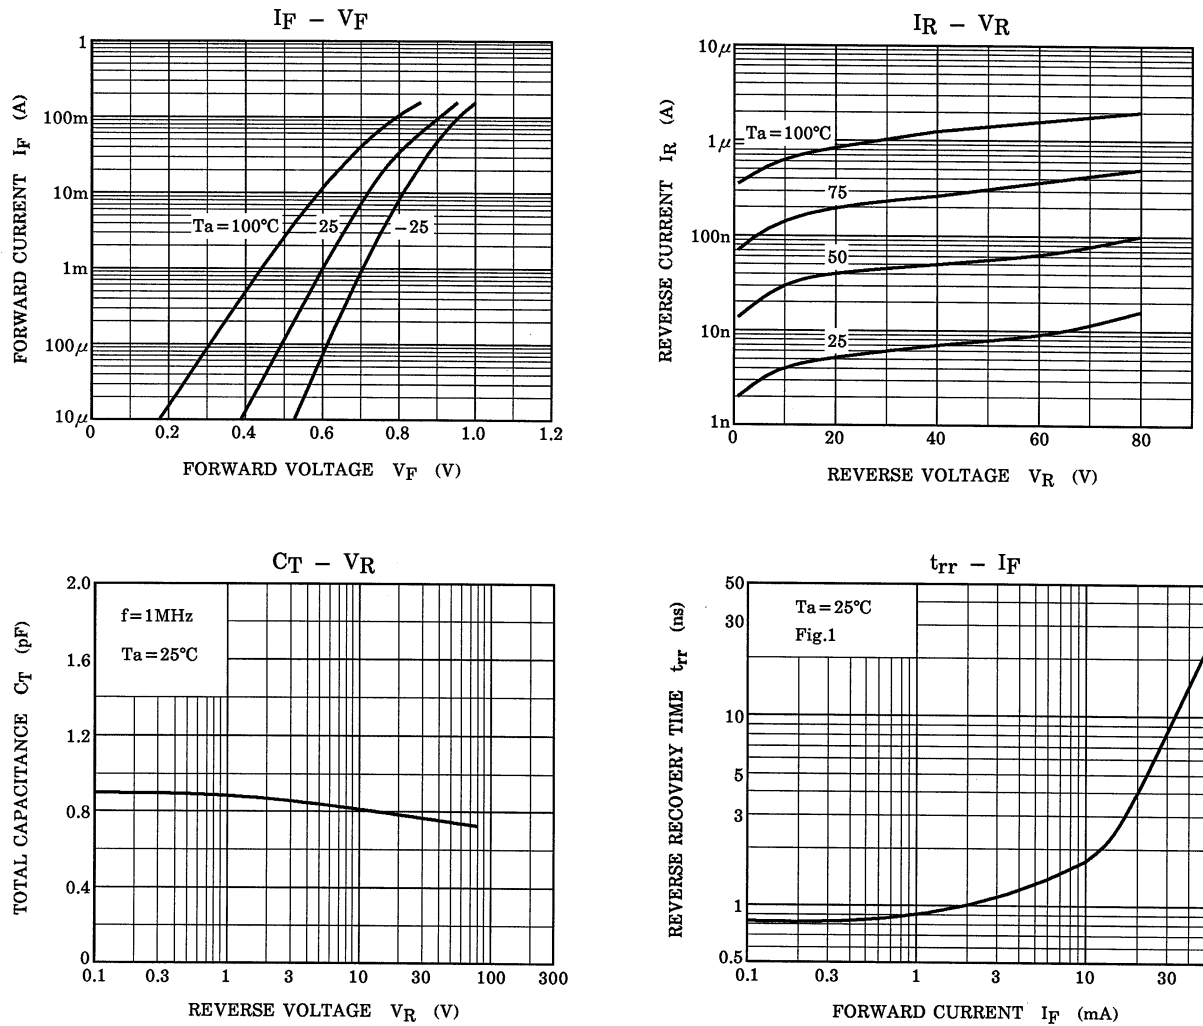 IF – VF
1
100m
10m
1m
100μ
10μ
FORWARD CURRENT IF (A)
Ta=100°C
25
−25
0
0.2
0.4
0.6
0.8
1.0
1.2
FORWARD VOLTAGE VF (V)
IR – VR
10μ
1μ
100n
10n
1n
REVERSE CURRENT IR (A)
Ta=100°C
75
50
25
0
20
40
60
80
REVERSE VOLTAGE VR (V)
CT – VR
2.0
1.6
1.2
0.8
0.4
0
TOTAL CAPACITANCE CT (pF)
f=1MHz
Ta=25°C
0.1
0.3
1
3
10
30
100
300
REVERSE VOLTAGE VR (V)
trr – IF
50
30
10
5
3
1
0.5
REVERSE RECOVERY TIME trr (ns)
Ta=25°C
Fig.1
0.1
0.3
1
3
10
30
FORWARD CURRENT IF (mA)